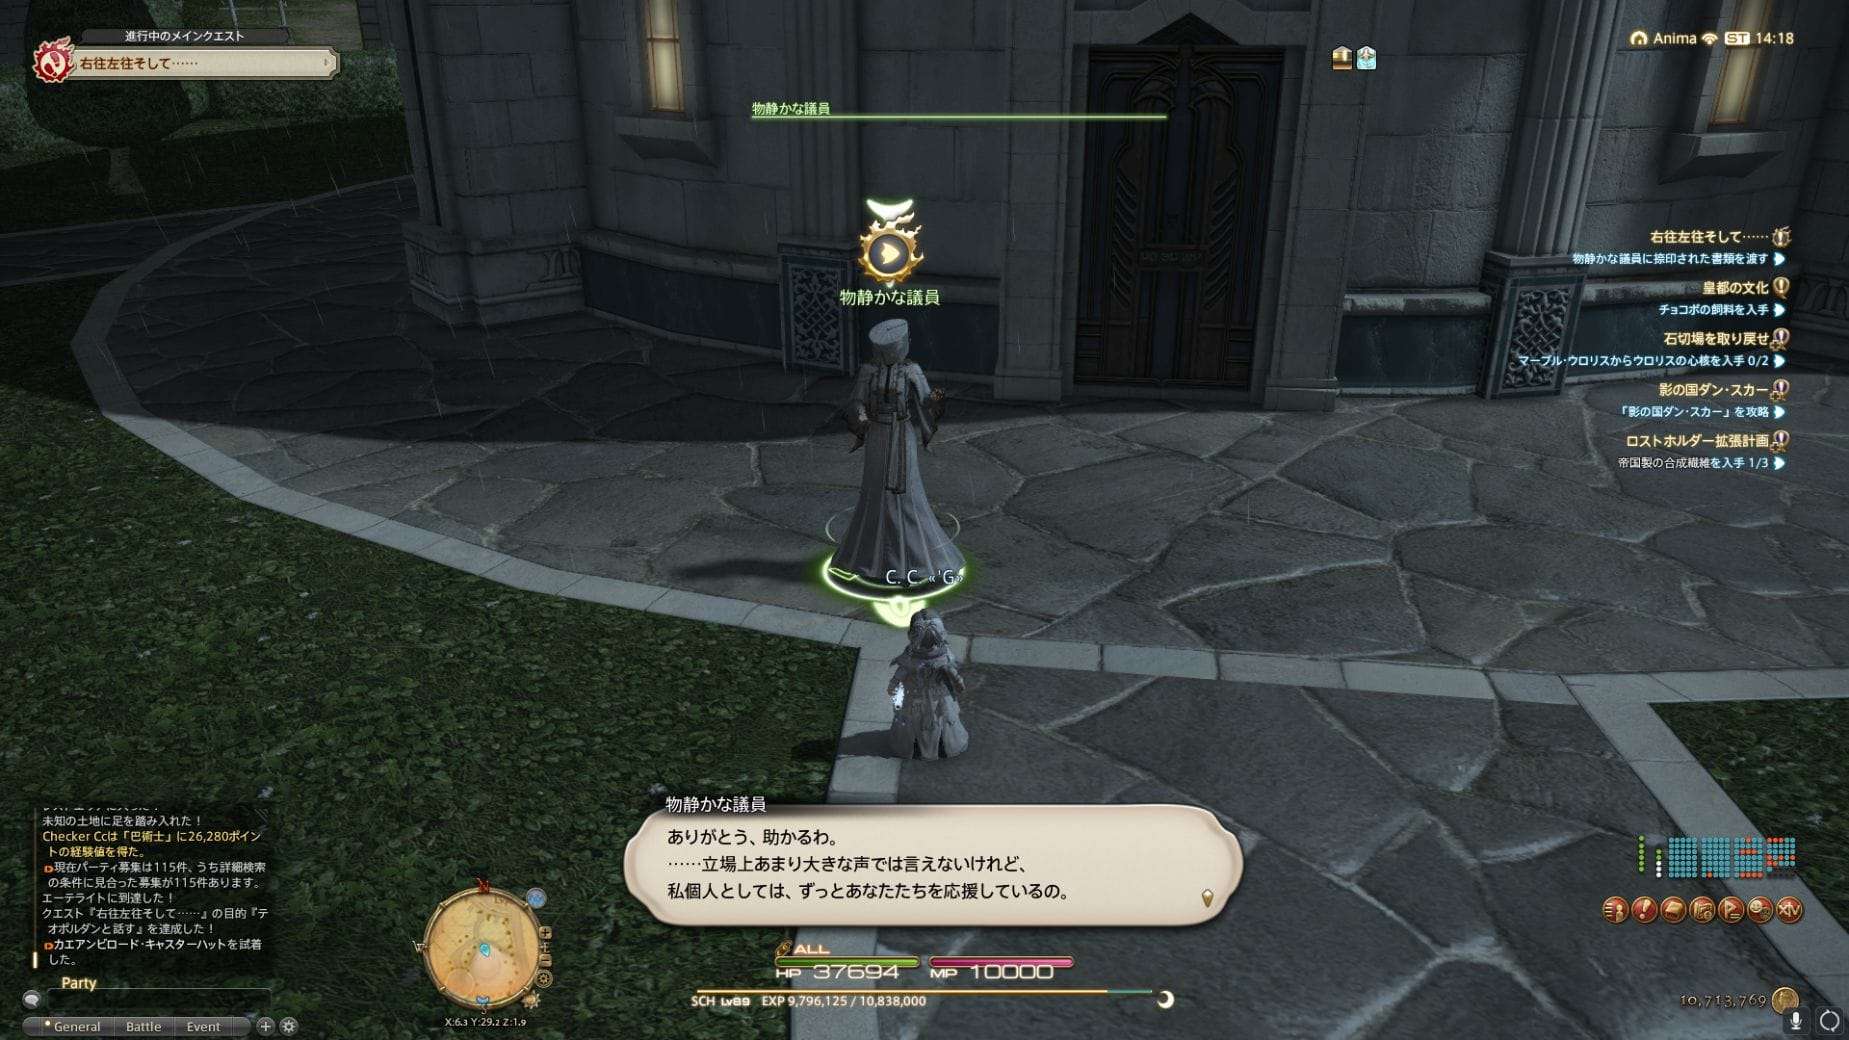 進行中のメインクエスト
右往左往そして……
Anima ST 14:18
物静かな議員
物静かな議員
右往左往そして……
物静かな議員に捺印された書類を渡す
皇都の文化
チョコボの飼料を入手
石切場を取り戻せ
マーブル・ウロリスからウロリスの心核を入手 0/2
影の国ダン・スカー
「影の国ダン・スカー」を攻略
ロストホルダー拡張計画
帝国製の合成繊維を入手 1/3
C. C. «'G»
物静かな議員
ありがとう、助かるわ。
……立場上あまり大きな声では言えないけれど、
私個人としては、ずっとあなたたちを応援しているの。
未知の土地に足を踏み入れた！
Checker Ccは「巴術士」に26,280ポイン
トの経験値を得た。
現在パーティ募集は115件、うち詳細検索
の条件に見合った募集が115件あります。
エーテライトに到達した！
クエスト『右往左往そして……』の目的『テ
オポルダンと話す』を達成した！
カエアンビロード・キャスターハットを試着
した。
Party
General Battle Event
X:6.3 Y:29.2 Z:1.9
ALL
HP 37694 MP 10000
SCH Lv89 EXP 9,796,125 / 10,838,000
10,713,769
XIV